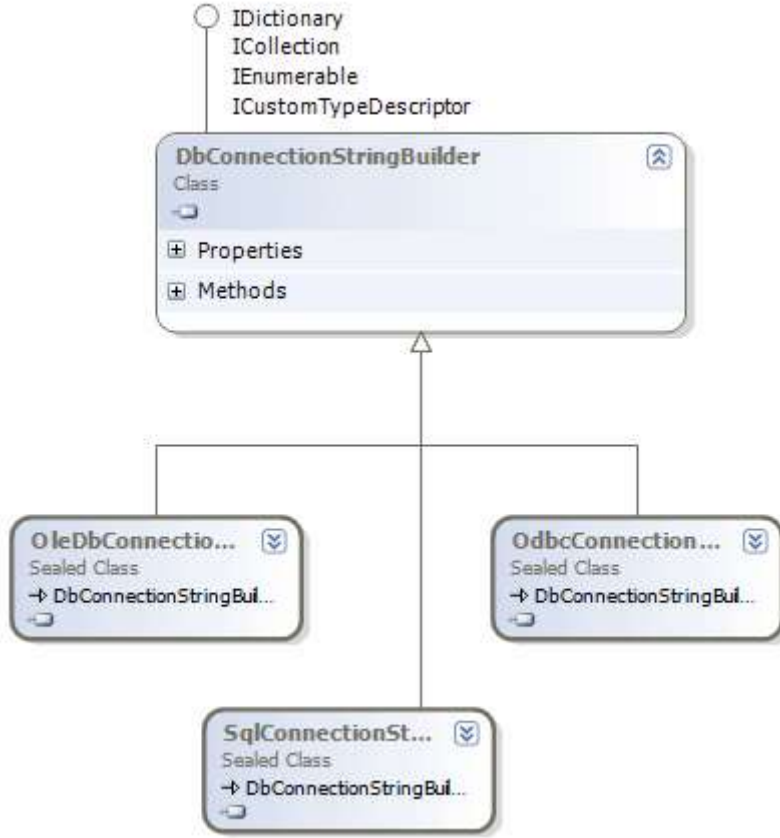 IDictionary
ICollection
IEnumerable
ICustomTypeDescriptor
DbConnectionStringBuilder
Class
Properties
Methods
OleDbConnectio...
Sealed Class
DbConnectionStringBuil...
OdbcConnection...
Sealed Class
DbConnectionStringBuil...
SqlConnectionSt...
Sealed Class
DbConnectionStringBuil...